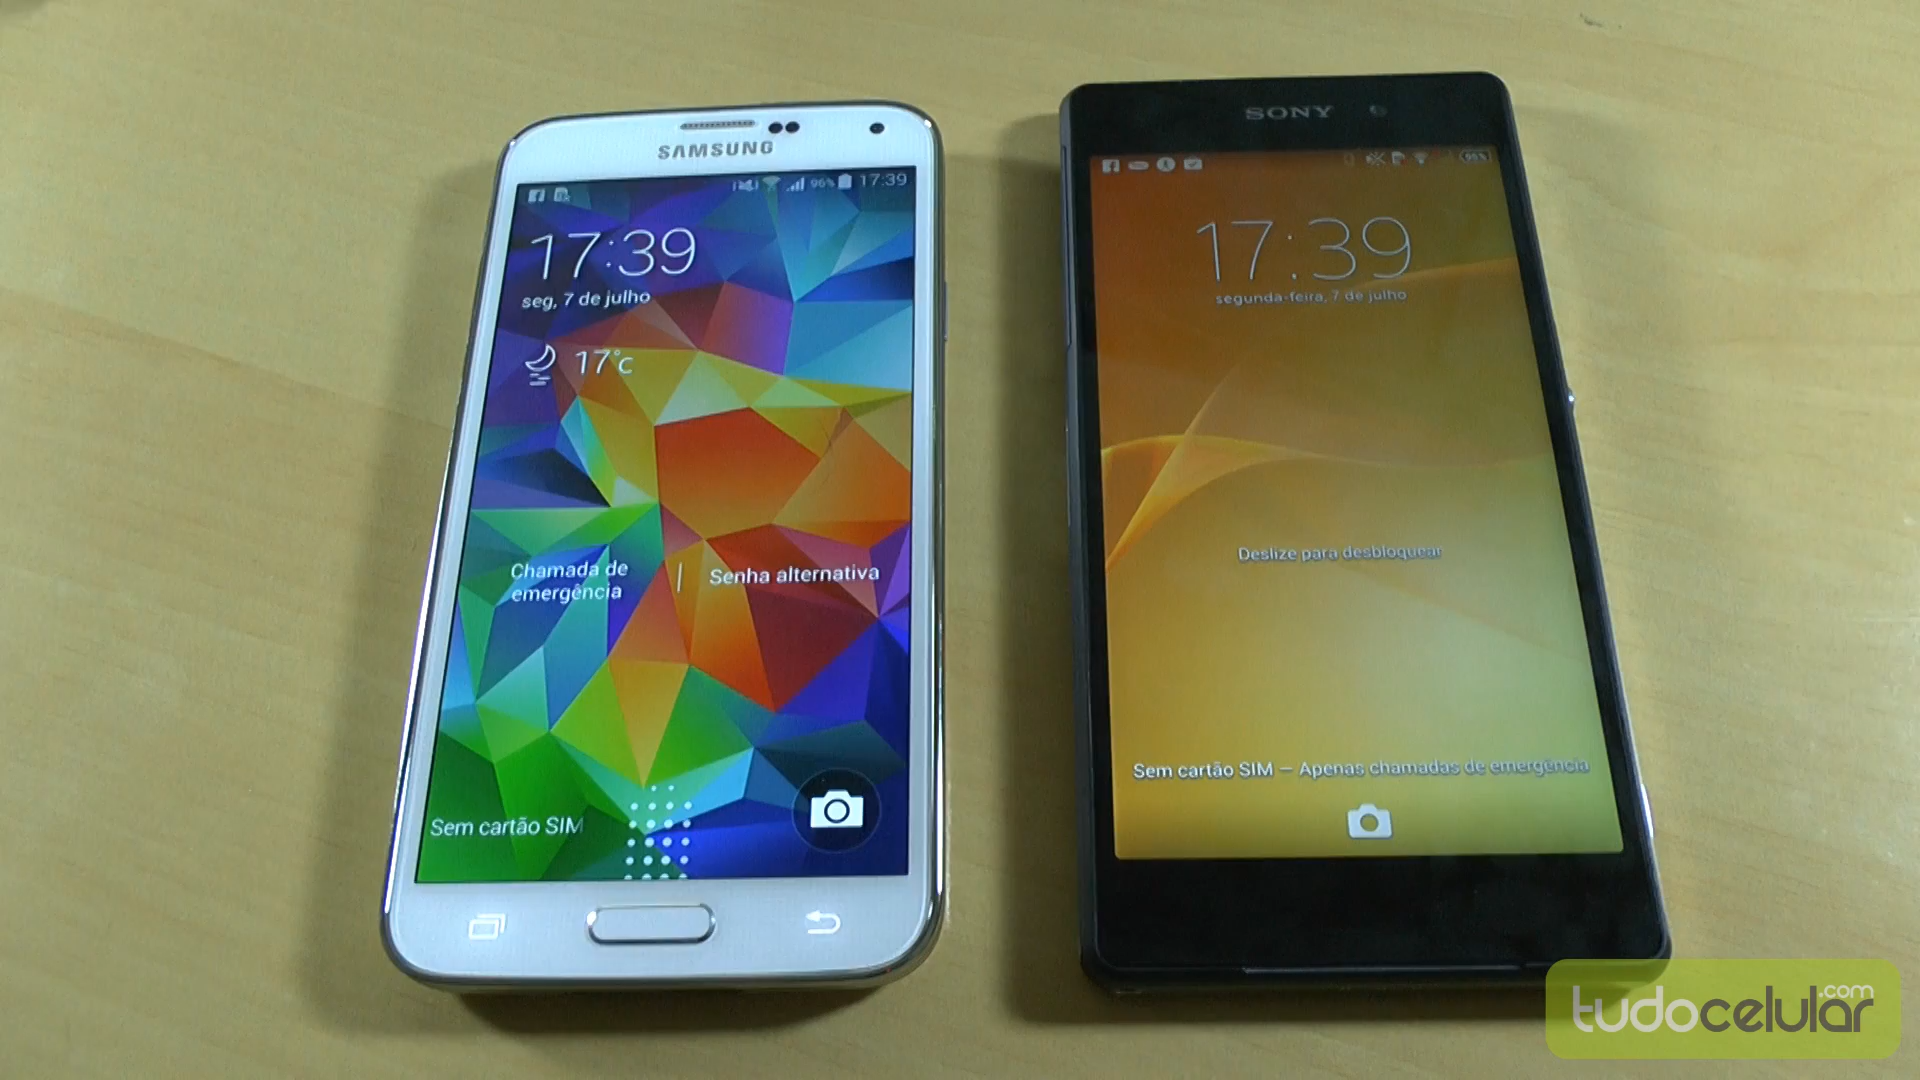 SAMSUNG
96% 17:39
17:39
seg, 7 de julho
17°c
Chamada de
emergência
| Senha alternativa
Sem cartão SIM
SONY
96%
17:39
segunda-feira, 7 de julho
Deslize para desbloquear
Sem cartão SIM – Apenas chamadas de emergência
tudocelular.com